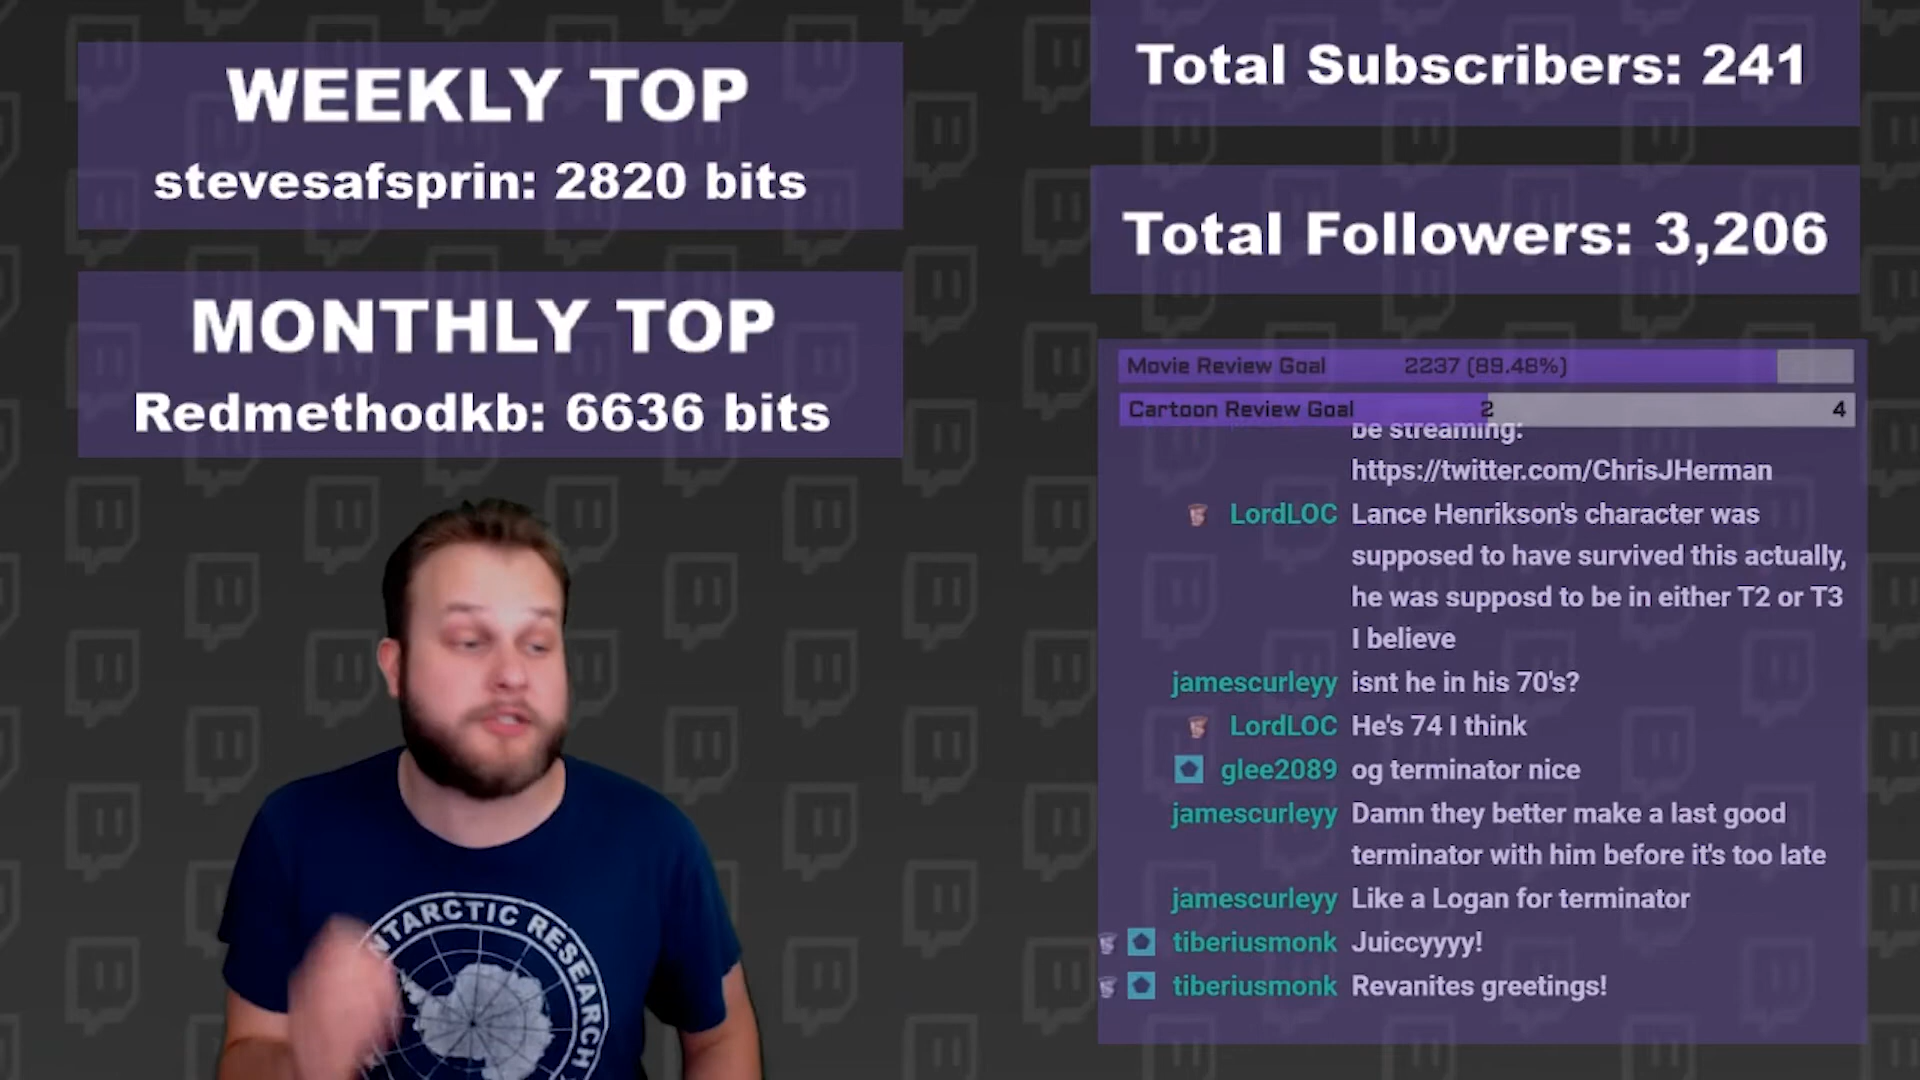 WEEKLY TOP
stevesafsprin: 2820 bits
MONTHLY TOP
Redmethodkb: 6636 bits
Total Subscribers: 241
Total Followers: 3,206
Movie Review Goal 2237 (89.48%)
Cartoon Review Goal 2 4
be streaming:
https://twitter.com/ChrisJHerman
LordLOC Lance Henrikson's character was
supposed to have survived this actually,
he was supposd to be in either T2 or T3
I believe
jamescurleyy isnt he in his 70's?
LordLOC He's 74 I think
glee2089 og terminator nice
jamescurleyy Damn they better make a last good
terminator with him before it's too late
jamescurleyy Like a Logan for terminator
tiberiusmonk Juiccyyyy!
tiberiusmonk Revanites greetings!
NTARCTIC RESEARCH